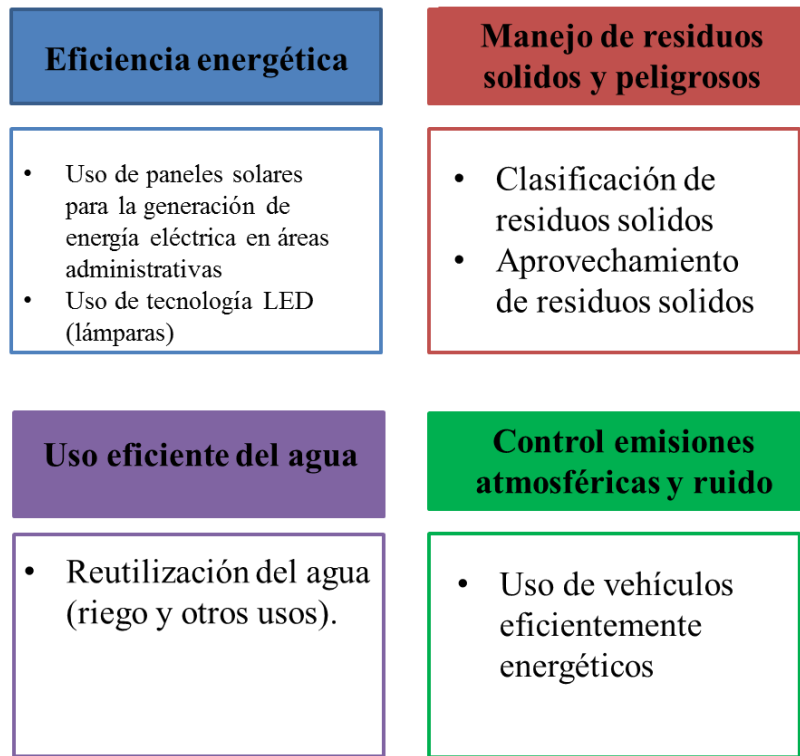 Eficiencia energética
• Uso de paneles solares
para la generación de
energía eléctrica en áreas
administrativas
• Uso de tecnología LED
(lámparas)
Manejo de residuos
solidos y peligrosos
• Clasificación de
residuos solidos
• Aprovechamiento
de residuos solidos
Uso eficiente del agua
• Reutilización del agua
(riego y otros usos).
Control emisiones
atmosféricas y ruido
• Uso de vehículos
eficientemente
energéticos